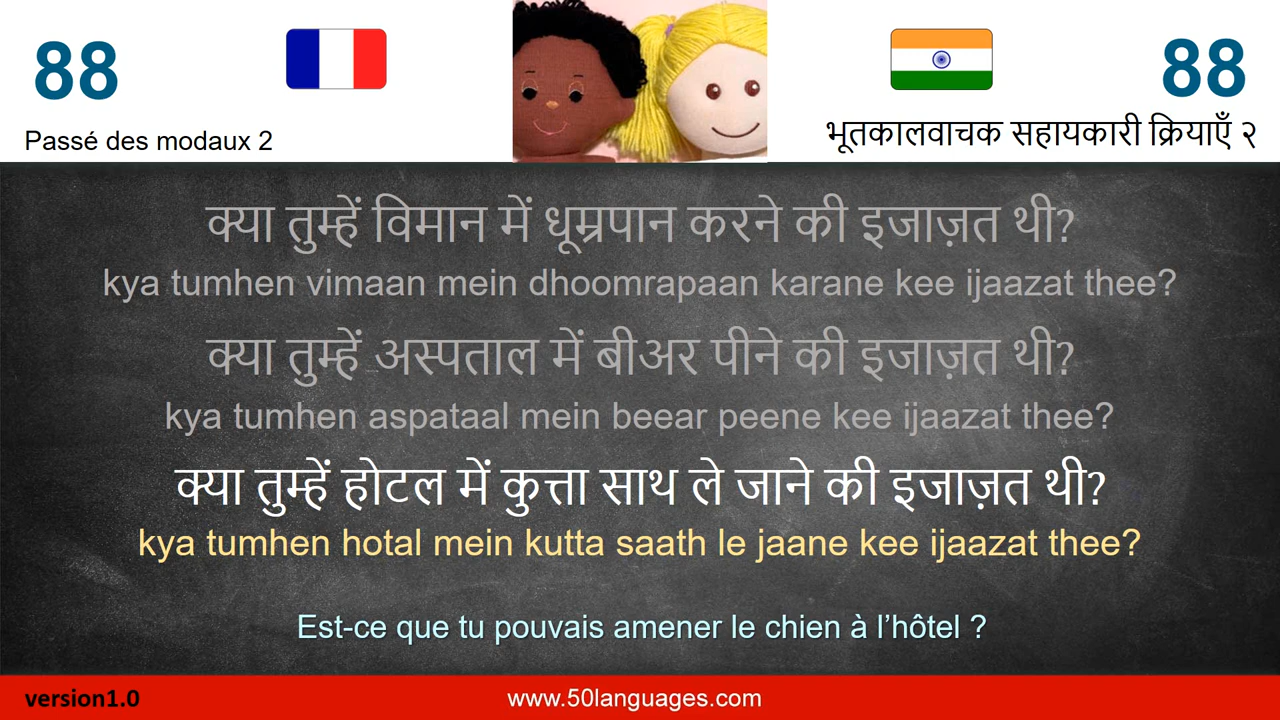 88
88
Passé des modaux 2
भूतकालवाचक सहायकारी क्रियाएँ २
क्या तुम्हें विमान में धूम्रपान करने की इजाज़त थी?
kya tumhen vimaan mein dhoomrapaan karane kee ijaazat thee?
क्या तुम्हें अस्पताल में बीअर पीने की इजाज़त थी?
kya tumhen aspataal mein beear peene kee ijaazat thee?
क्या तुम्हें होटल में कुत्ता साथ ले जाने की इजाज़त थी?
kya tumhen hotal mein kutta saath le jaane kee ijaazat thee?
Est-ce que tu pouvais amener le chien à l’hôtel ?
version1.0
www.50languages.com